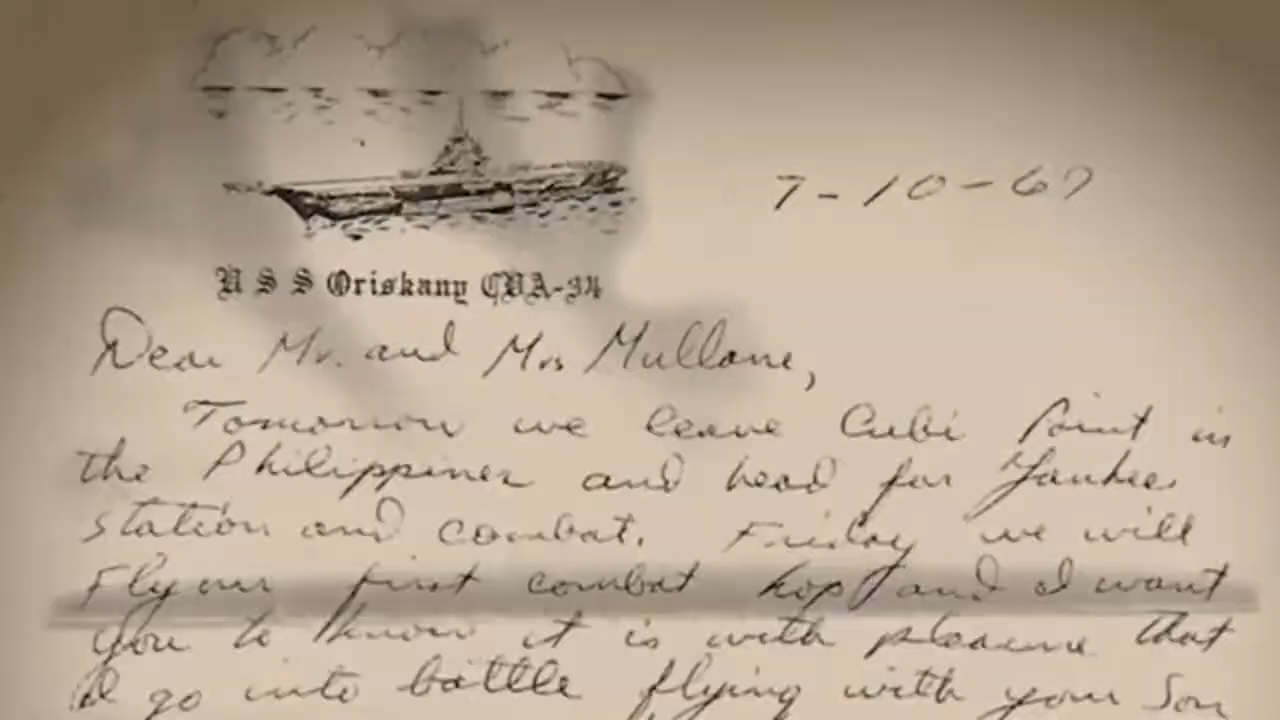 7-10-67
U S S Oriskany CVA-34
Dear Mr. and Mrs Mullane,
Tomorrow we leave Cubi Point in
the Philippines and head for Yankee
station and combat. Friday we will
fly our first combat hop and I want
you to know it is with pleasure that
I go into battle flying with your son